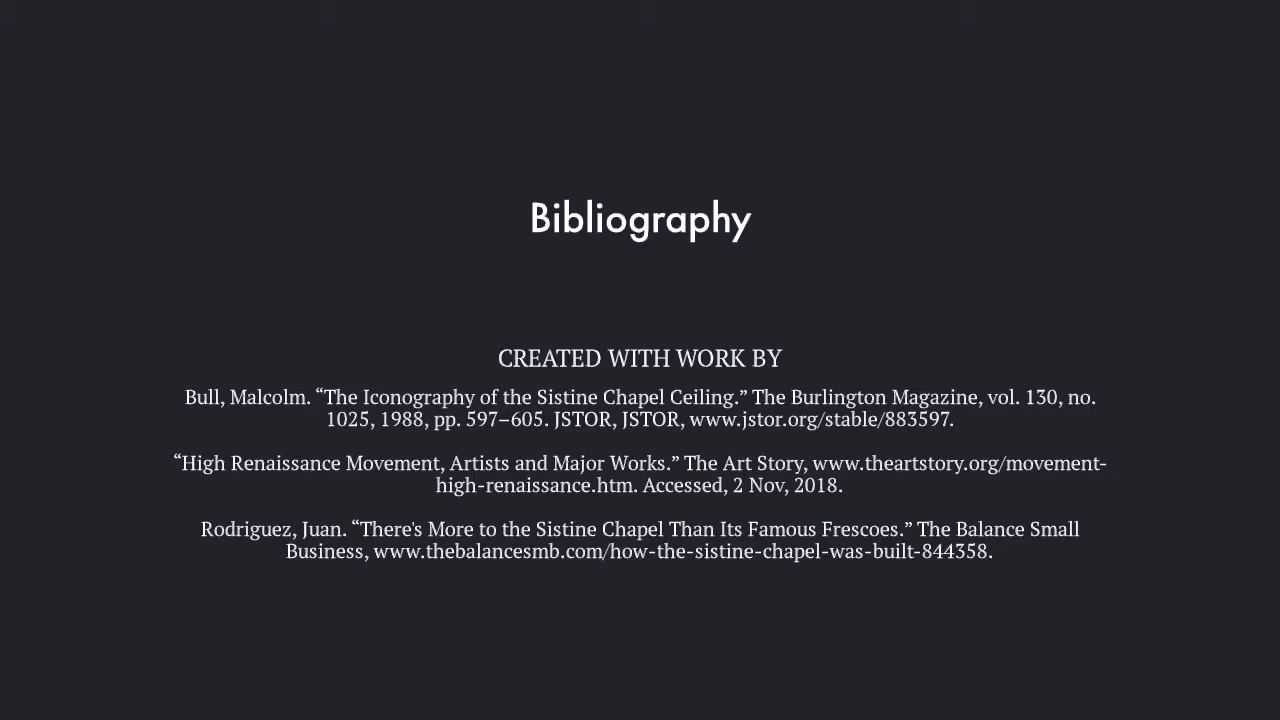 Bibliography
CREATED WITH WORK BY
Bull, Malcolm. “The Iconography of the Sistine Chapel Ceiling.” The Burlington Magazine, vol. 130, no.
1025, 1988, pp. 597–605. JSTOR, JSTOR, www.jstor.org/stable/883597.
“High Renaissance Movement, Artists and Major Works.” The Art Story, www.theartstory.org/movement-
high-renaissance.htm. Accessed, 2 Nov, 2018.
Rodriguez, Juan. “There's More to the Sistine Chapel Than Its Famous Frescoes.” The Balance Small
Business, www.thebalancesmb.com/how-the-sistine-chapel-was-built-844358.